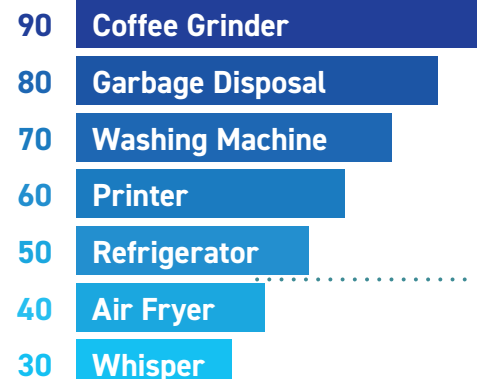 90 Coffee Grinder
80 Garbage Disposal
70 Washing Machine
60 Printer
50 Refrigerator
40 Air Fryer
30 Whisper